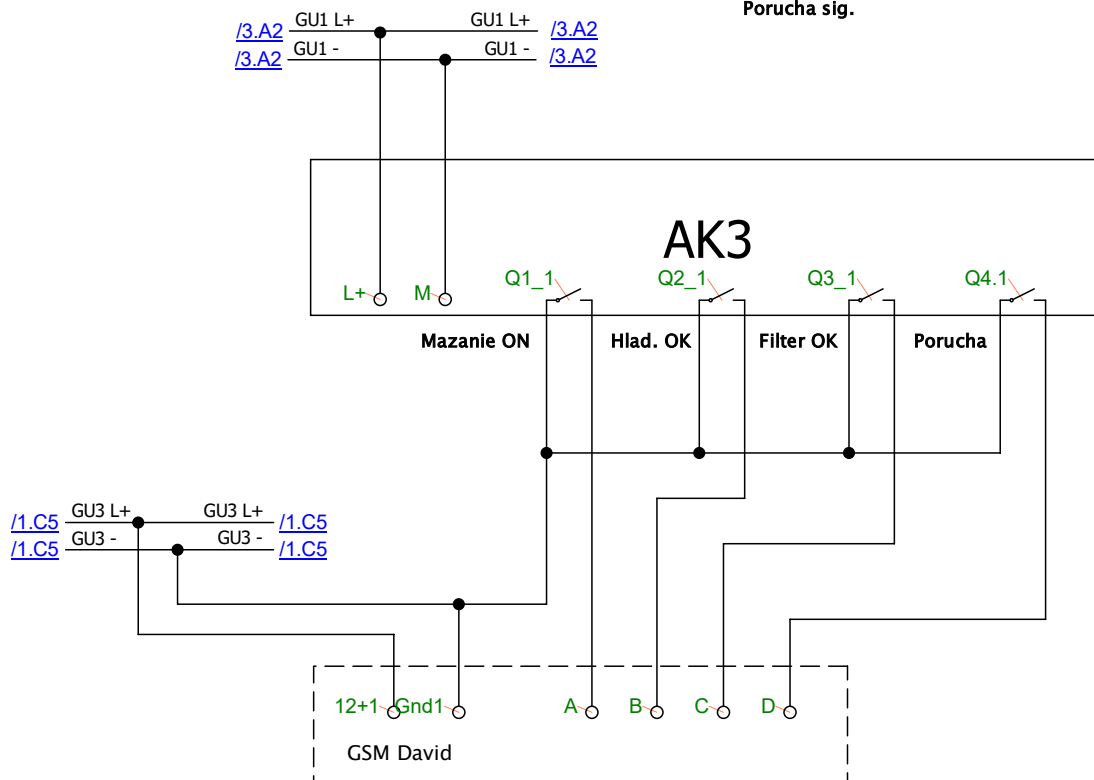 Porucha sig.
/3.A2 GU1 L+ GU1 L+ /3.A2
/3.A2 GU1 - GU1 - /3.A2
AK3
L+ M Q1_1 Q2_1 Q3_1 Q4.1
Mazanie ON Hlad. OK Filter OK Porucha
/1.C5 GU3 L+ GU3 L+ /1.C5
/1.C5 GU3 - GU3 - /1.C5
12+1 Gnd1 A B C D
GSM David